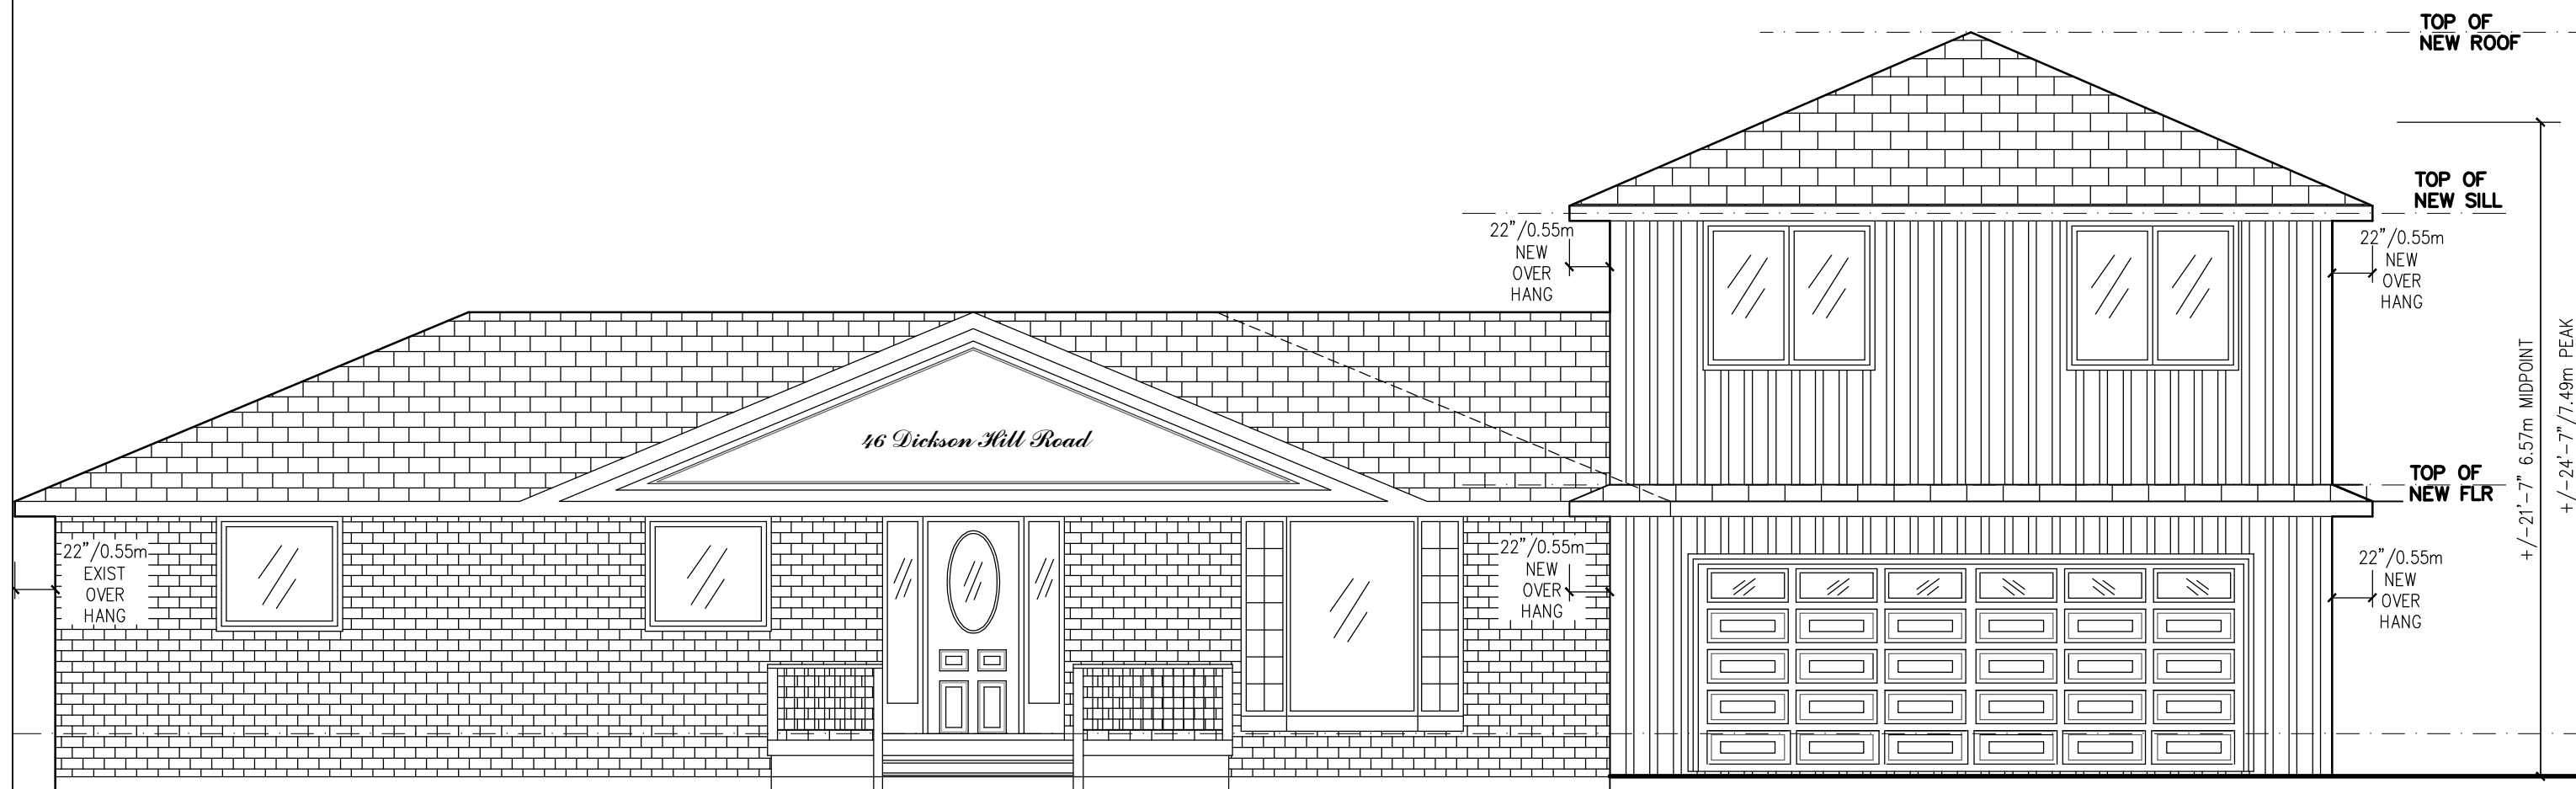 TOP OF
NEW ROOF
TOP OF
NEW SILL
22"/0.55m
NEW
OVER
HANG
22"/0.55m
NEW
OVER
HANG
+/-21'-7" 6.57m MIDPOINT
+/-24'-7"/7.49m PEAK
46 Dickson Hill Road
TOP OF
NEW FLR
22"/0.55m
EXIST
OVER
HANG
22"/0.55m
NEW
OVER
HANG
22"/0.55m
NEW
OVER
HANG